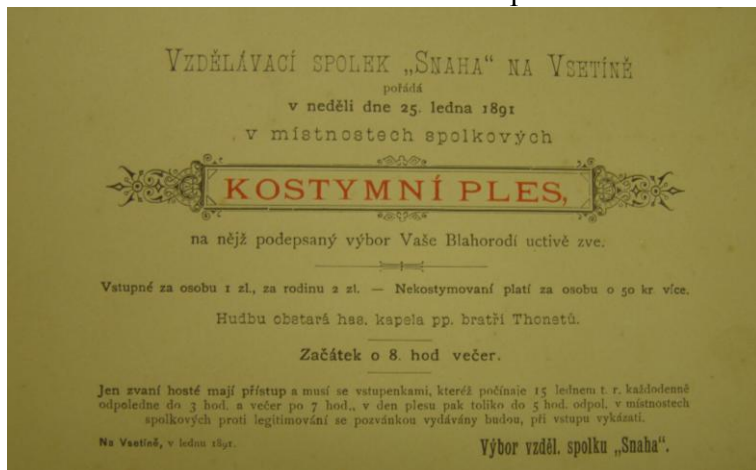 VZDĚLÁVACÍ SPOLEK „SNAHA“ NA VSETÍNĚ
pořádá
v neděli dne 25. ledna 1891
v místnostech spolkových
KOSTYMNÍ PLES,
na nějž podepsaný výbor Vaše Blahorodí uctivě zve.
Vstupné za osobu 1 zl., za rodinu 2 zl. — Nekostymovaní platí za osobu o 50 kr více.
Hudbu obstará has. kapela pp. bratří Thonetů.
Začátek o 8. hod večer.
Jen zvaní hosté mají přístup a musí se vstupenkami, kteréž počínaje 15 lednem t. r. každodenně
odpoledne do 3 hod. a večer po 7 hod., v den plesu pak toliko do 5 hod. odpol. v místnostech
spolkových proti legitimování se pozvánkou vydávány budou, při vstupu vykázati.
Na Vsetíně, v lednu 1891.
Výbor vzděl. spolku „Snaha“.